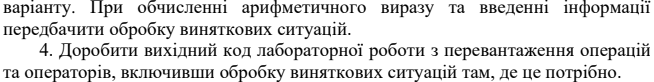 варіанту. При обчисленні арифметичного виразу та введенні інформації
передбачити обробку виняткових ситуацій.
4. Доробити вихідний код лабораторної роботи з перевантаження операцій
та операторів, включивши обробку виняткових ситуацій там, де це потрібно.